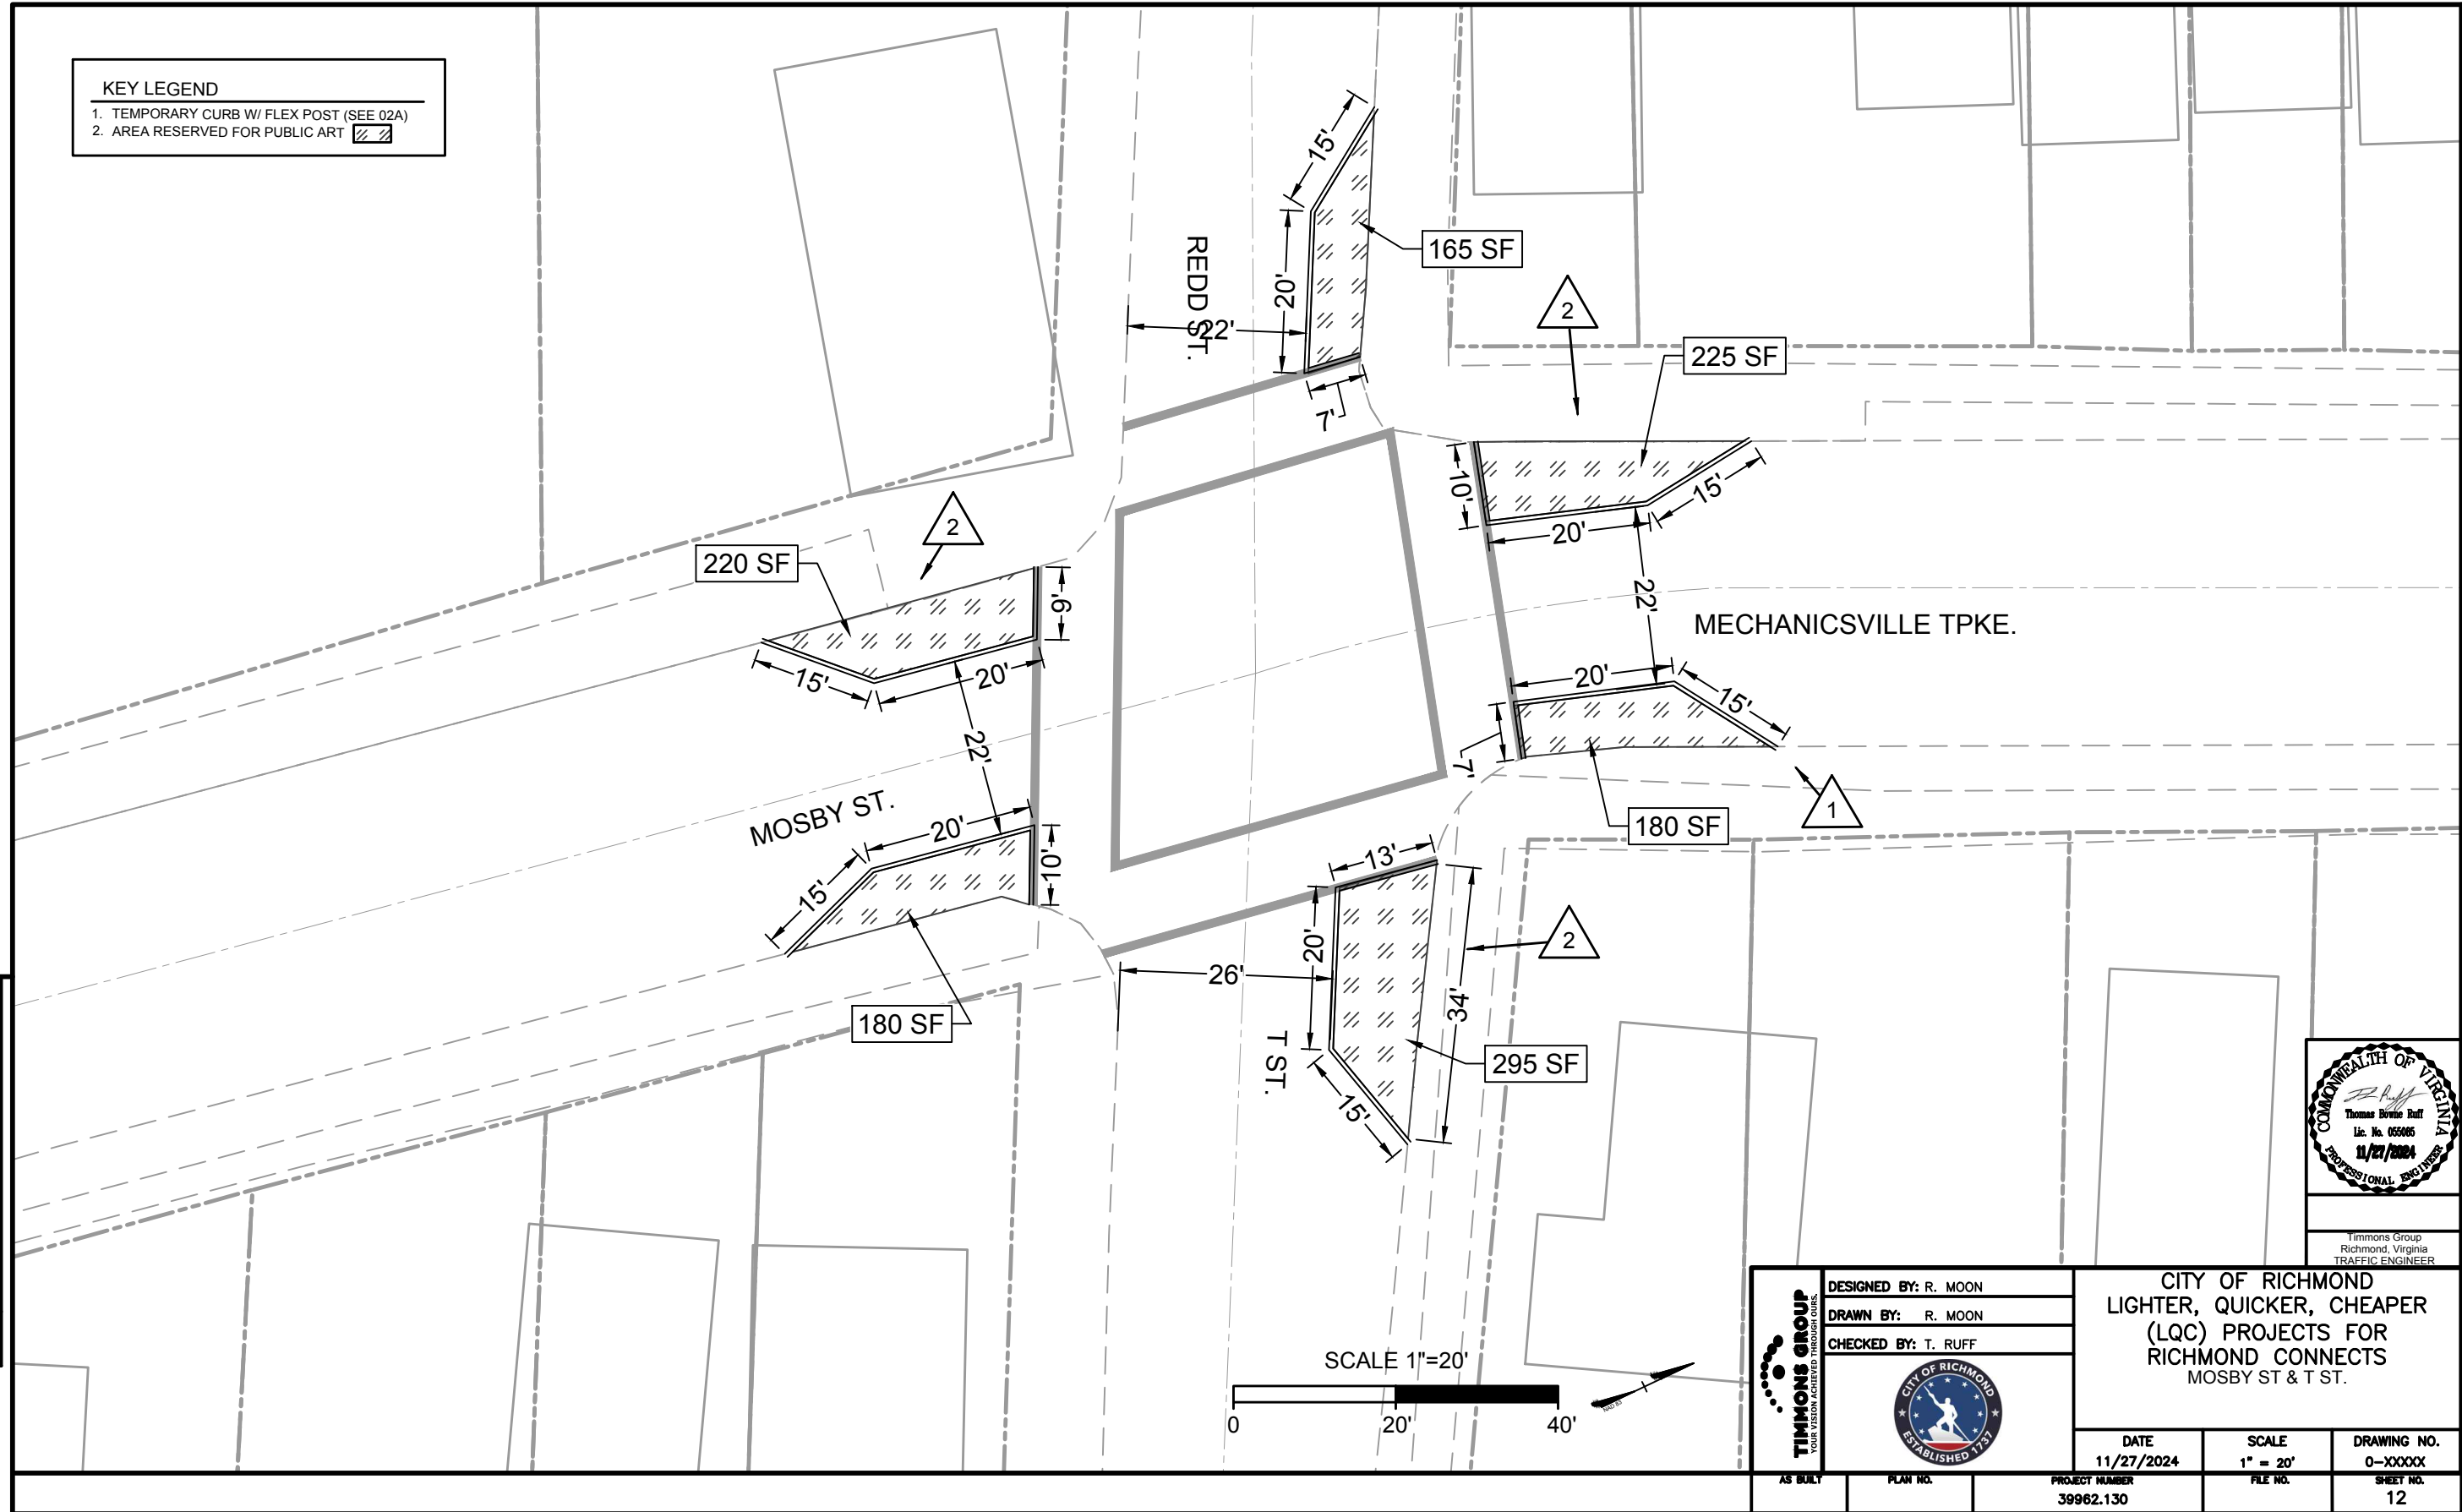 KEY LEGEND
1. TEMPORARY CURB W/ FLEX POST (SEE 02A)
2. AREA RESERVED FOR PUBLIC ART
15'
20'
165 SF
REDD ST.
22'
7'
2
225 SF
10'
20'
15'
2
220 SF
9'
15'
20'
22'
MECHANICSVILLE TPKE.
22'
20'
15'
7'
180 SF
1
MOSBY ST.
20'
15'
10'
180 SF
13'
20'
26'
34'
2
T ST.
15'
295 SF
COMMONWEALTH OF VIRGINIA
Thomas Bowne Ruff
Lic. No. 055085
11/27/2024
PROFESSIONAL ENGINEER
Timmons Group
Richmond, Virginia
TRAFFIC ENGINEER
SCALE 1"=20'
0
20'
40'
NAD 83
TIMMONS GROUP
YOUR VISION ACHIEVED THROUGH OURS.
DESIGNED BY: R. MOON
DRAWN BY: R. MOON
CHECKED BY: T. RUFF
CITY OF RICHMOND
ESTABLISHED 1737
CITY OF RICHMOND
LIGHTER, QUICKER, CHEAPER
(LQC) PROJECTS FOR
RICHMOND CONNECTS
MOSBY ST & T ST.
DATE
11/27/2024
SCALE
1" = 20'
DRAWING NO.
0-XXXXX
AS BUILT
PLAN NO.
PROJECT NUMBER
39962.130
FILE NO.
SHEET NO.
12